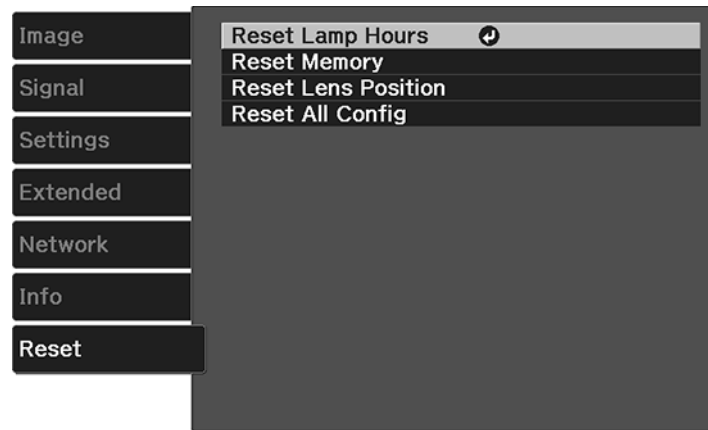 Image
Signal
Settings
Extended
Network
Info
Reset
Reset Lamp Hours
Reset Memory
Reset Lens Position
Reset All Config